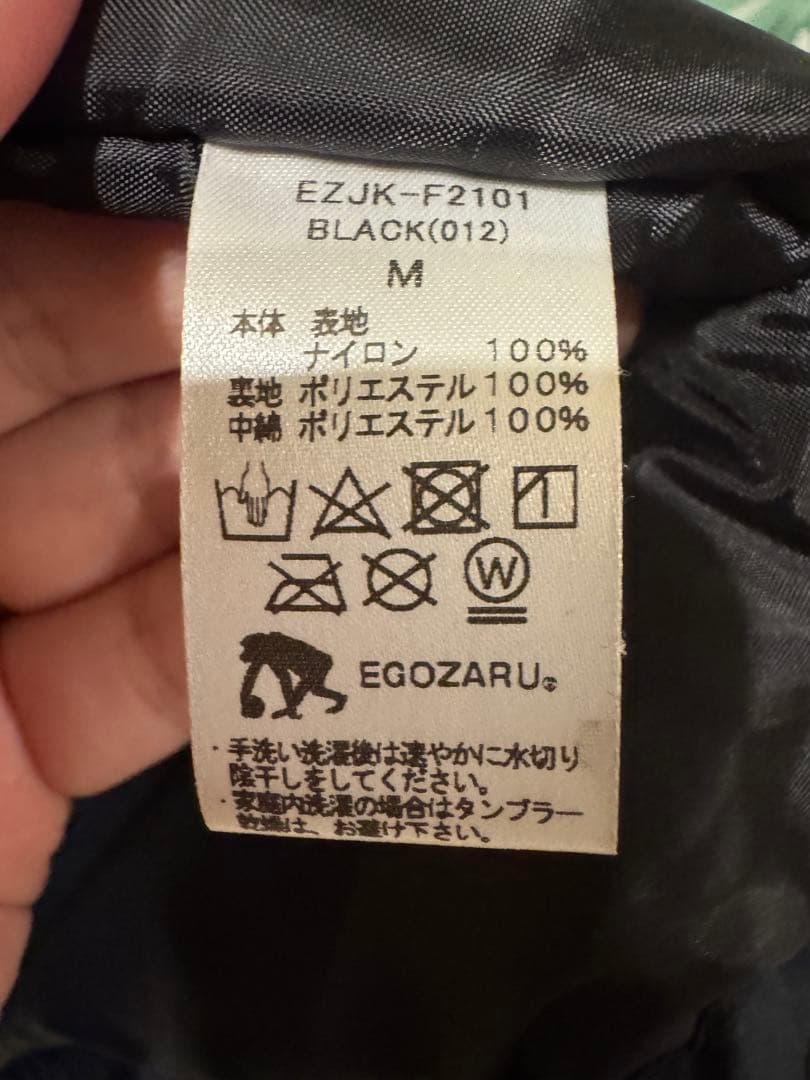 EZJK-F2101
BLACK(012)
M
本体 表地
ナイロン 100%
裏地 ポリエステル 100%
中綿 ポリエステル 100%
W
EGOZARU
・手洗い洗濯後は速やかに水切り
陰干しをしてください。
・家庭内洗濯の場合はタンブラー
乾燥は、お避け下さい。